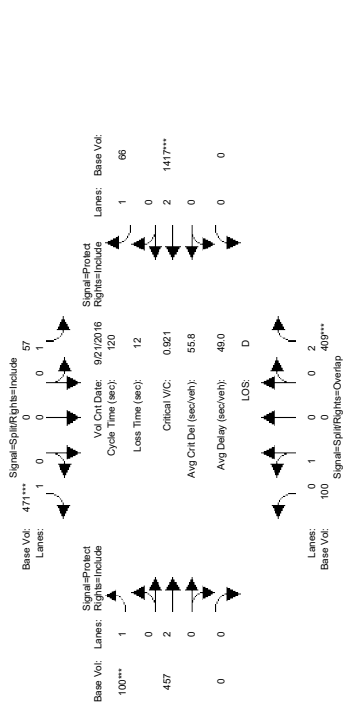 Signal=Split/Rights=Include
Base Vol: 471*** 0 57
Lanes: 1 0 0 0 1
Signal=Protect
Rights=Include
Signal=Protect
Rights=Include
Base Vol: Lanes:
Vol Cnt Date: 9/21/2016
Lanes: Base Vol:
100*** 1
Cycle Time (sec): 120
1 66
0
Loss Time (sec): 12
0
457 2
Critical V/C: 0.921
2 1417***
0
Avg Crit Del (sec/veh): 55.8
0
0 0
Avg Delay (sec/veh): 49.0
0 0
LOS: D
Lanes: 0 1 0 0 2
Base Vol: 100 0 409***
Signal=Split/Rights=Overlap